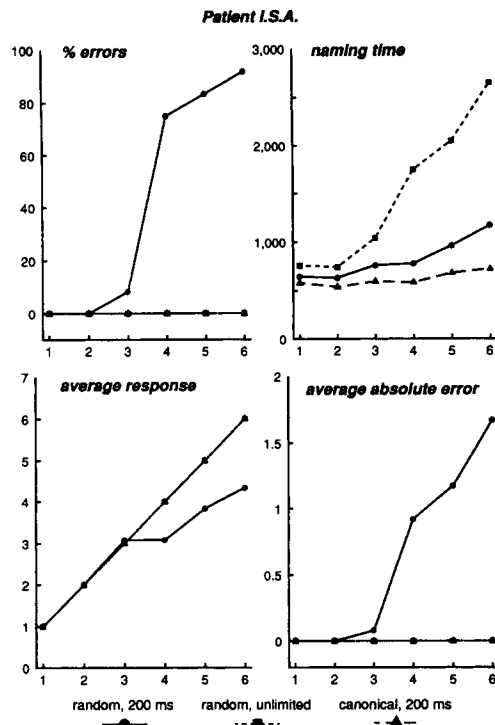 Patient I.S.A.
% errors
100
80
60
40
20
0
1 2 3 4 5 6
naming time
3,000
2,000
1,000
0
1 2 3 4 5 6
average response
7
6
5
4
3
2
1
0
1 2 3 4 5 6
average absolute error
2
1.5
1
0.5
0
1 2 3 4 5 6
random, 200 ms random, unlimited canonical, 200 ms